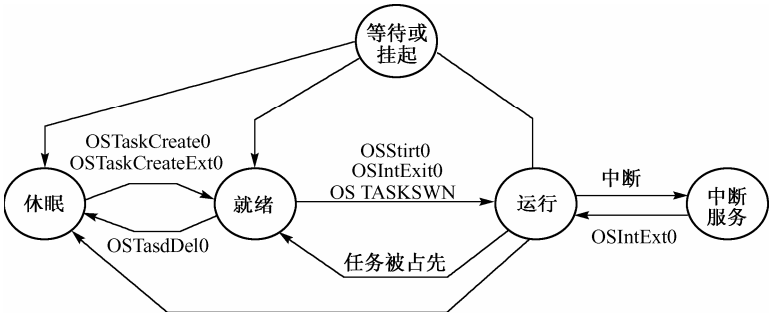 等待或
挂起
OSTaskCreate0
OSTaskCreateExt0
OSStirt0
OSIntExit0
OS TASKSWN
中断
休眠
就绪
运行
中断
服务
OSTasdDel0
OSIntExt0
任务被占先